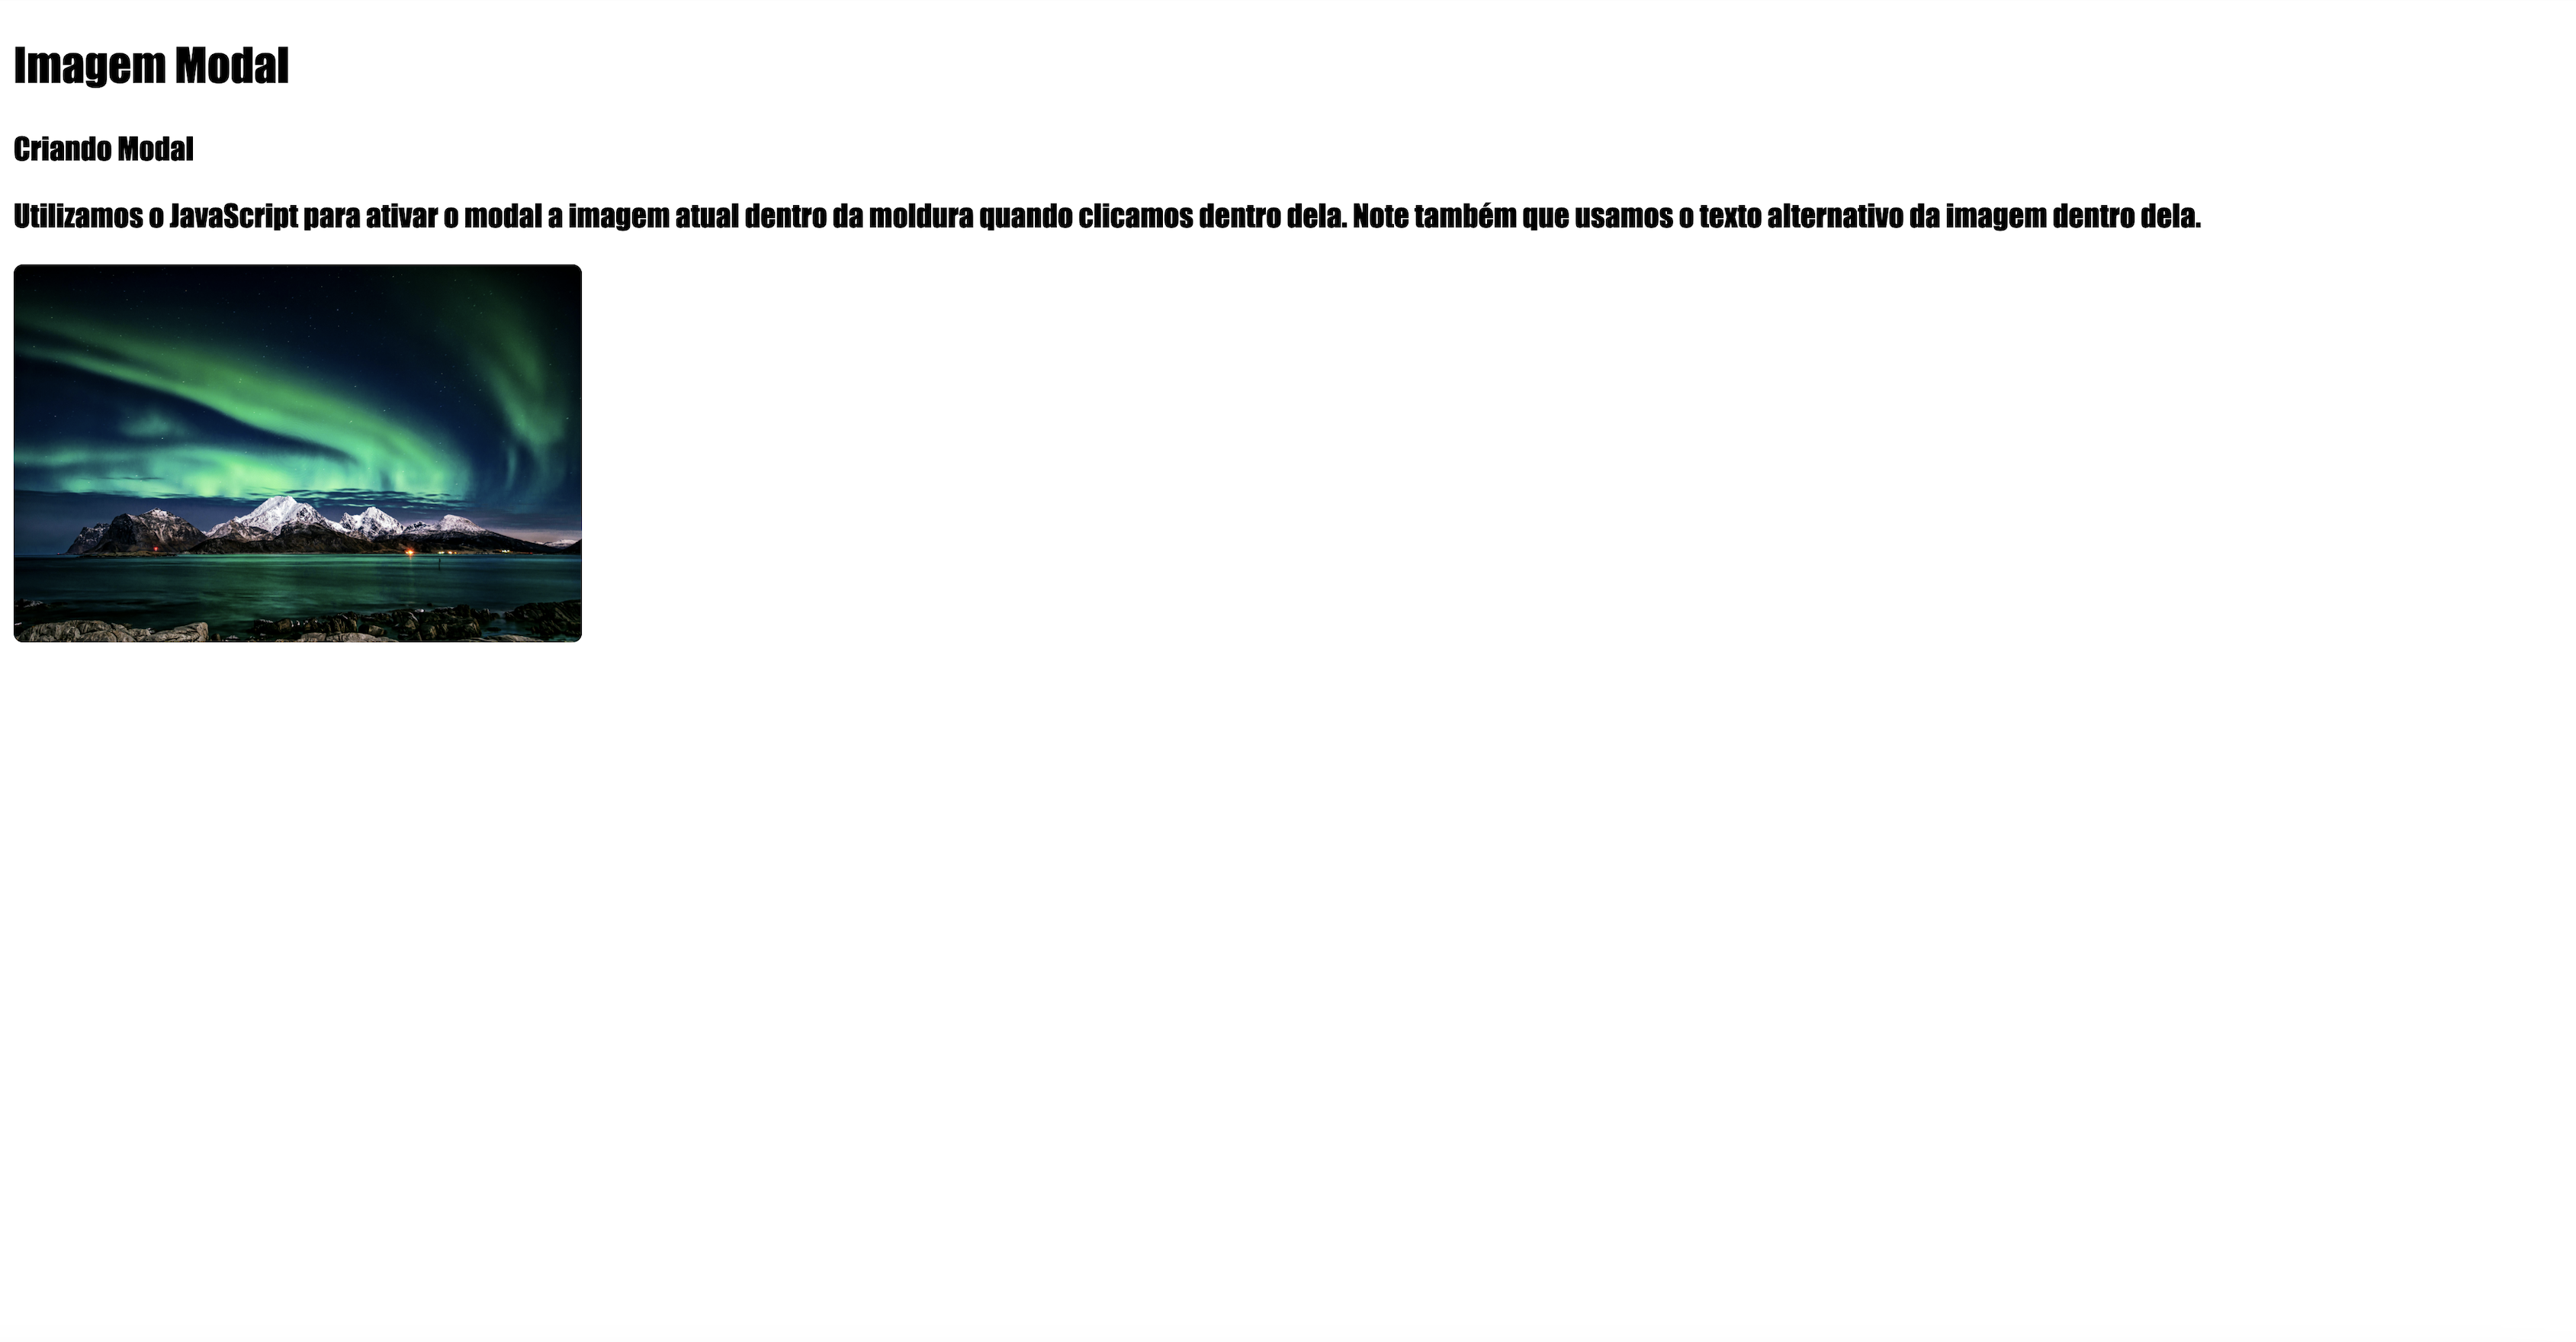 Imagem Modal
Criando Modal
Utilizamos o JavaScript para ativar o modal a imagem atual dentro da moldura quando clicamos dentro dela. Note também que usamos o texto alternativo da imagem dentro dela.